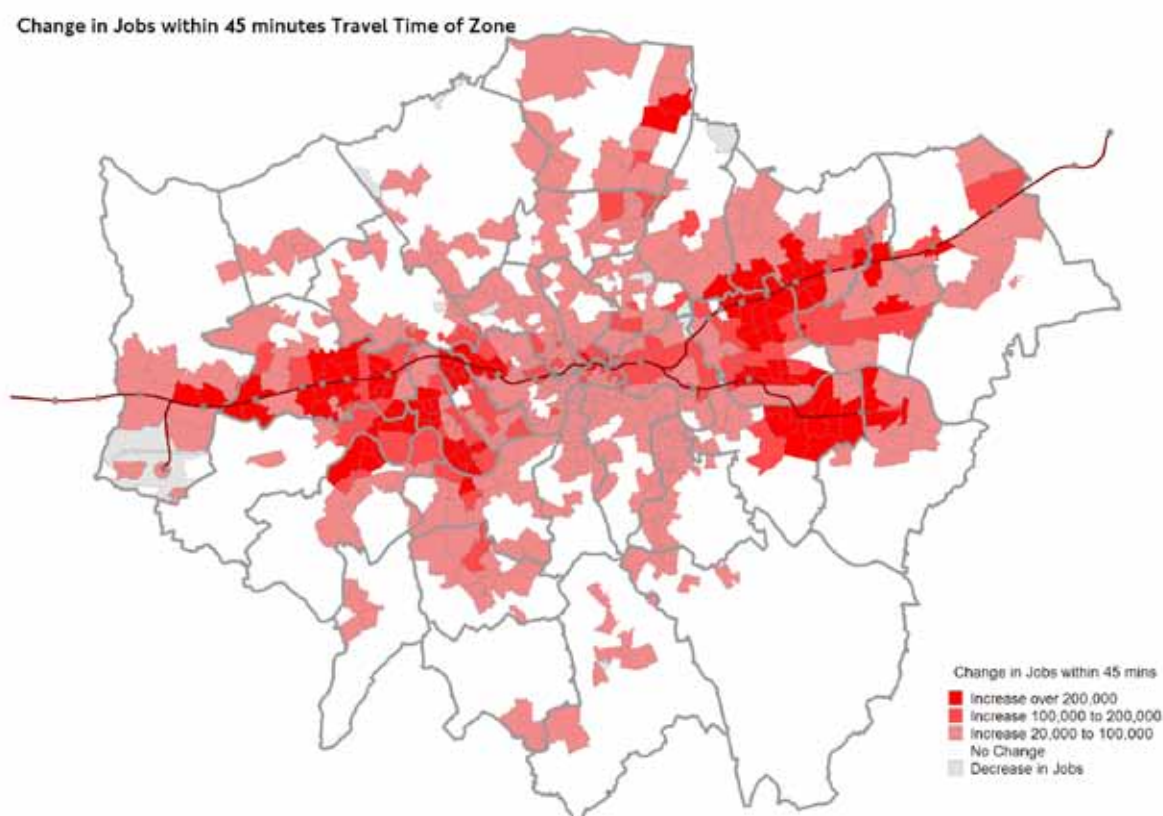 Change in Jobs within 45 minutes Travel Time of Zone
Change in Jobs within 45 mins
Increase over 200,000
Increase 100,000 to 200,000
Increase 20,000 to 100,000
No Change
Decrease in Jobs